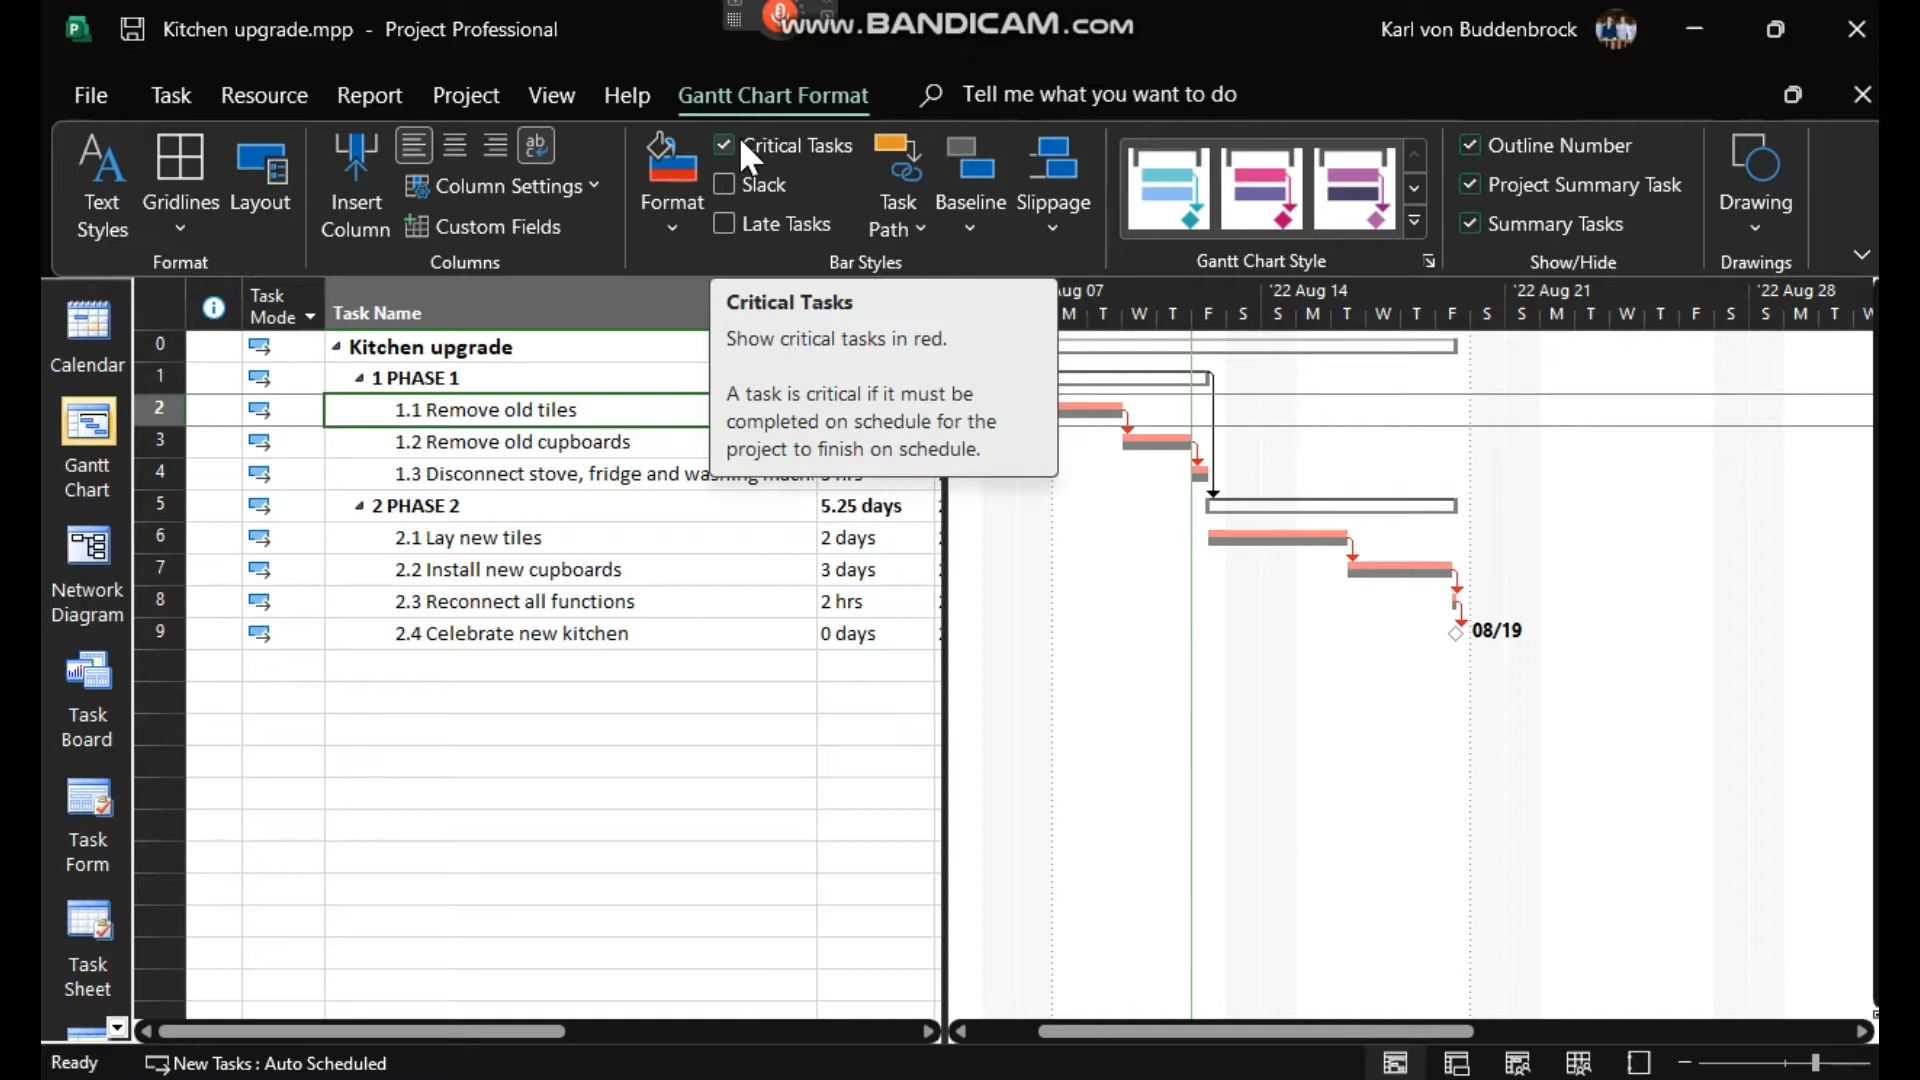 Kitchen upgrade.mpp - Project Professional
www.BANDICAM.com
Karl von Buddenbrock
File Task Resource Report Project View Help Gantt Chart Format Tell me what you want to do
Text Styles
Gridlines
Layout
Format
Insert Column
ab
Column Settings
Custom Fields
Columns
Format
Critical Tasks
Slack
Late Tasks
Task Path
Baseline
Slippage
Bar Styles
Gantt Chart Style
Outline Number
Project Summary Task
Summary Tasks
Show/Hide
Drawing
Drawings
Calendar
Gantt Chart
Network Diagram
Task Board
Task Form
Task Sheet
Task Mode
Task Name
Critical Tasks
Show critical tasks in red.
A task is critical if it must be
completed on schedule for the
project to finish on schedule.
Aug 07 '22 Aug 14 '22 Aug 21 '22 Aug 28
M T W T F S S M T W T F S S M T W T F S S M T W
0 Kitchen upgrade
1 1 PHASE 1
2 1.1 Remove old tiles
3 1.2 Remove old cupboards
4 1.3 Disconnect stove, fridge and washing
5 2 PHASE 2 5.25 days
6 2.1 Lay new tiles 2 days
7 2.2 Install new cupboards 3 days
8 2.3 Reconnect all functions 2 hrs
9 2.4 Celebrate new kitchen 0 days
08/19
Ready New Tasks : Auto Scheduled